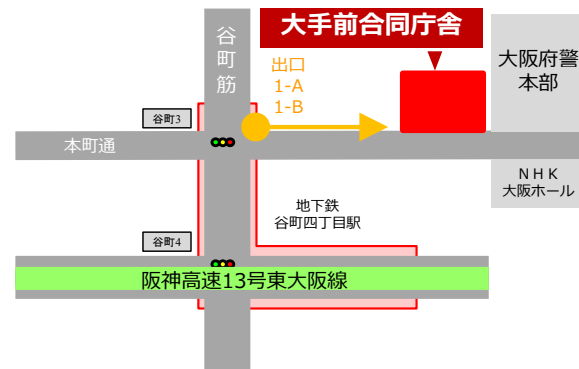 谷町筋
大手前合同庁舎
大阪府警
本部
出口
1-A
1-B
谷町3
本町通
NHK
大阪ホール
地下鉄
谷町四丁目駅
谷町4
阪神高速13号東大阪線